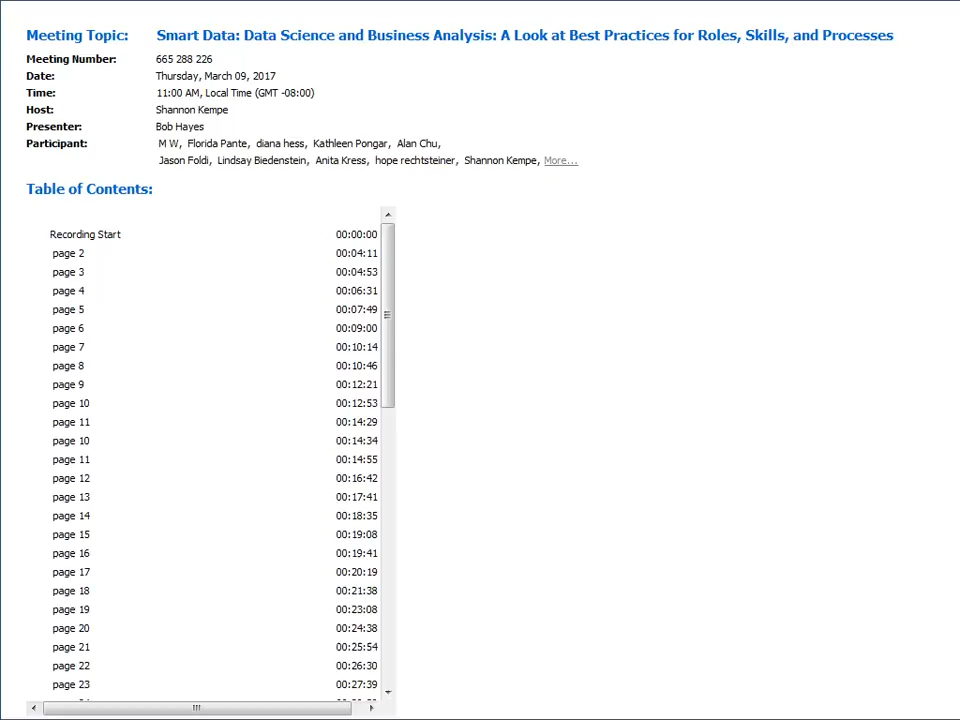 Meeting Topic: Smart Data: Data Science and Business Analysis: A Look at Best Practices for Roles, Skills, and Processes
Meeting Number: 665 288 226
Date: Thursday, March 09, 2017
Time: 11:00 AM, Local Time (GMT -08:00)
Host: Shannon Kempe
Presenter: Bob Hayes
Participant: M W, Florida Pante, diana hess, Kathleen Pongar, Alan Chu,
Jason Foldi, Lindsay Biedenstein, Anita Kress, hope rechtsteiner, Shannon Kempe, More...
Table of Contents:
Recording Start 00:00:00
page 2 00:04:11
page 3 00:04:53
page 4 00:06:31
page 5 00:07:49
page 6 00:09:00
page 7 00:10:14
page 8 00:10:46
page 9 00:12:21
page 10 00:12:53
page 11 00:14:29
page 10 00:14:34
page 11 00:14:55
page 12 00:16:42
page 13 00:17:41
page 14 00:18:35
page 15 00:19:08
page 16 00:19:41
page 17 00:20:19
page 18 00:21:38
page 19 00:23:08
page 20 00:24:38
page 21 00:25:54
page 22 00:26:30
page 23 00:27:39